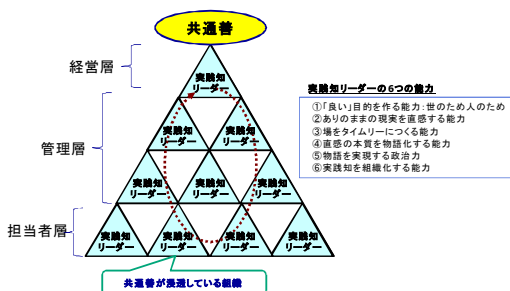 共通善
経営層
管理層
担当者層
実践知
リーダー
実践知
リーダー
実践知
リーダー
実践知
リーダー
実践知
リーダー
実践知
リーダー
実践知
リーダー
実践知
リーダー
実践知
リーダー
実践知
リーダー
共通善が浸透している組織
実践知リーダーの6つの能力
①「良い」目的を作る能力:世のため人のため
②ありのままの現実を直感する能力
③場をタイムリーにつくる能力
④直感の本質を物語化する能力
⑤物語を実現する政治力
⑥実践知を組織化する能力